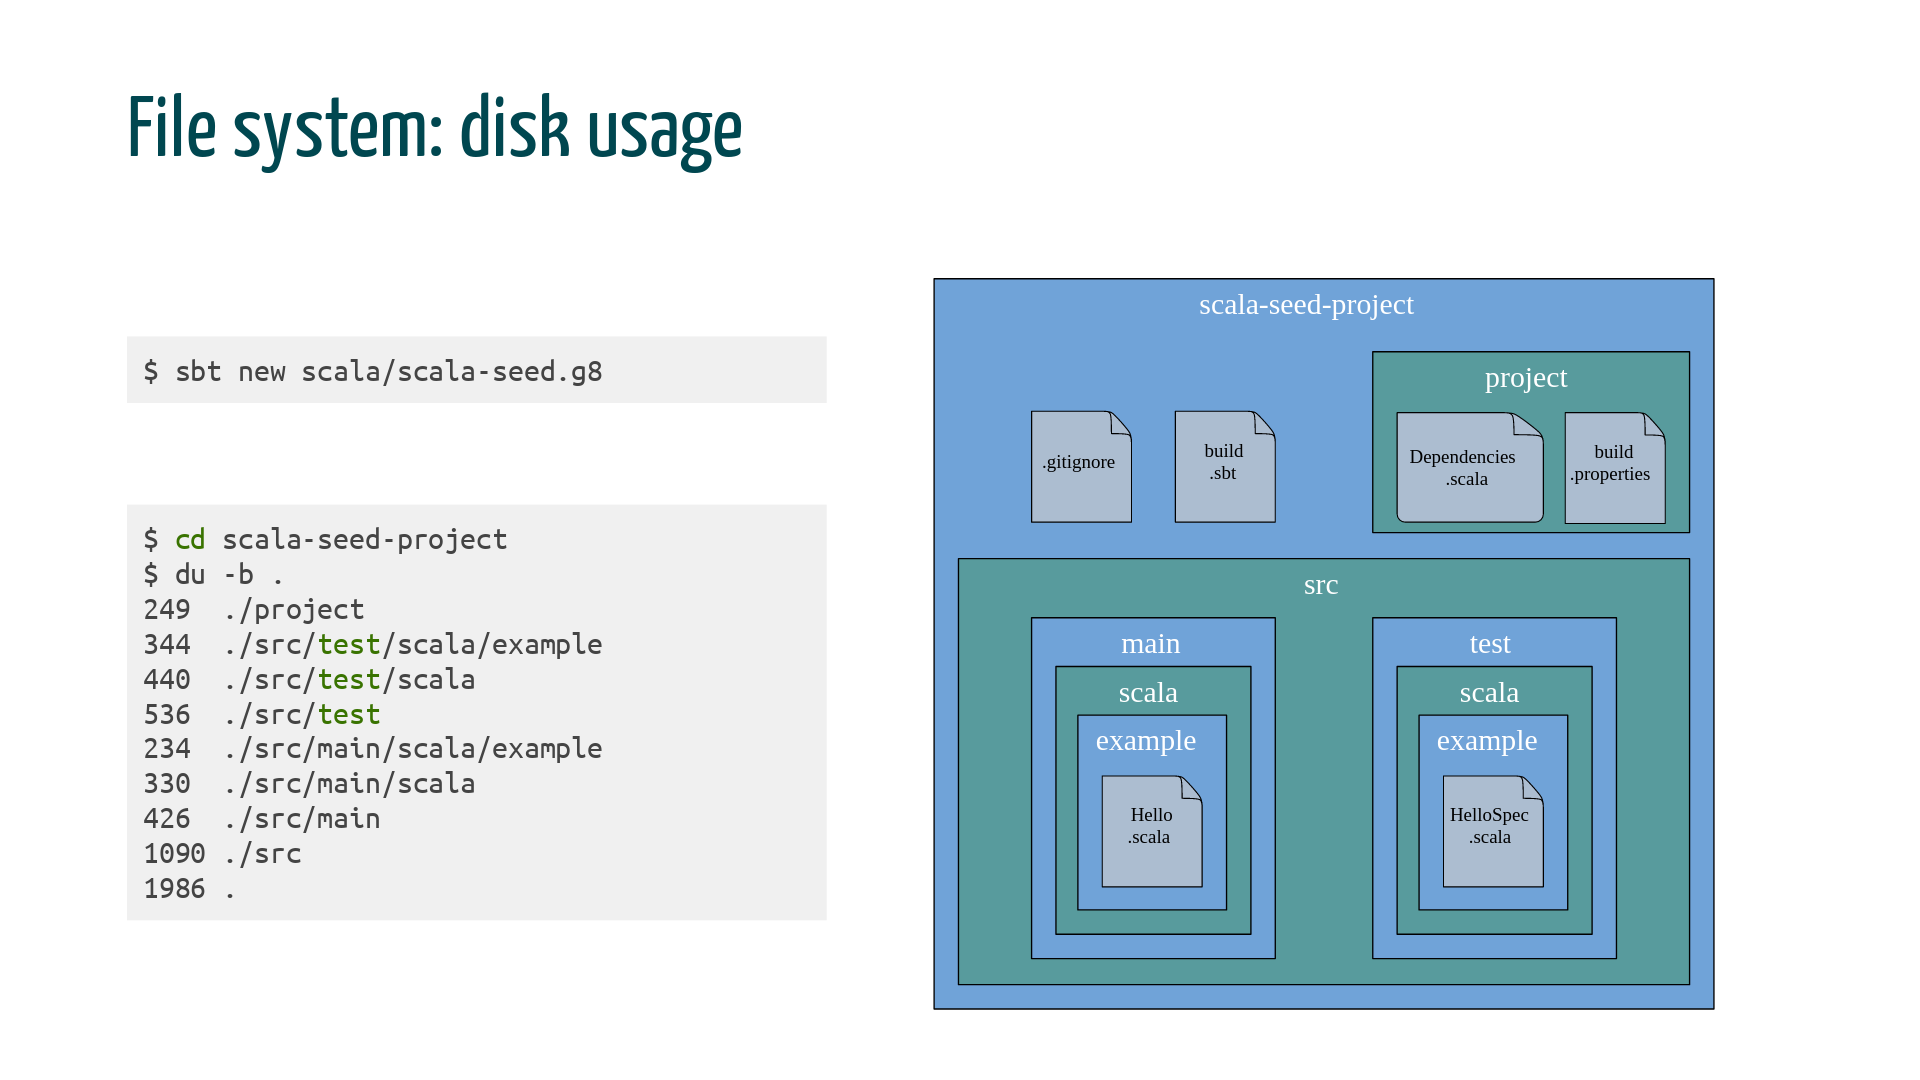 File system: disk usage
$ sbt new scala/scala-seed.g8
$ cd scala-seed-project
$ du -b .
249  ./project
344  ./src/test/scala/example
440  ./src/test/scala
536  ./src/test
234  ./src/main/scala/example
330  ./src/main/scala
426  ./src/main
1090 ./src
1986 .
scala-seed-project
project
.gitignore
build
.sbt
Dependencies
.scala
build
.properties
src
main
scala
example
Hello
.scala
test
scala
example
HelloSpec
.scala